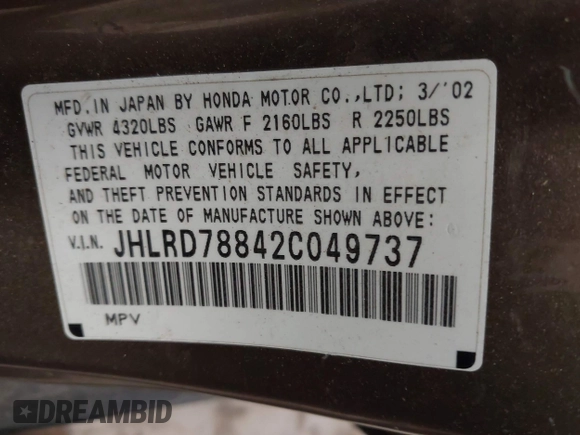 MFD.IN JAPAN BY HONDA MOTOR CO.,LTD; 3/'02
GVWR 4320LBS GAWR F 2160LBS R 2250LBS
THIS VEHICLE CONFORMS TO ALL APPLICABLE
FEDERAL MOTOR VEHICLE SAFETY,
AND THEFT PREVENTION STANDARDS IN EFFECT
ON THE DATE OF MANUFACTURE SHOWN ABOVE:
V.I.N. JHLRD78842C049737
MPV
DREAMBID